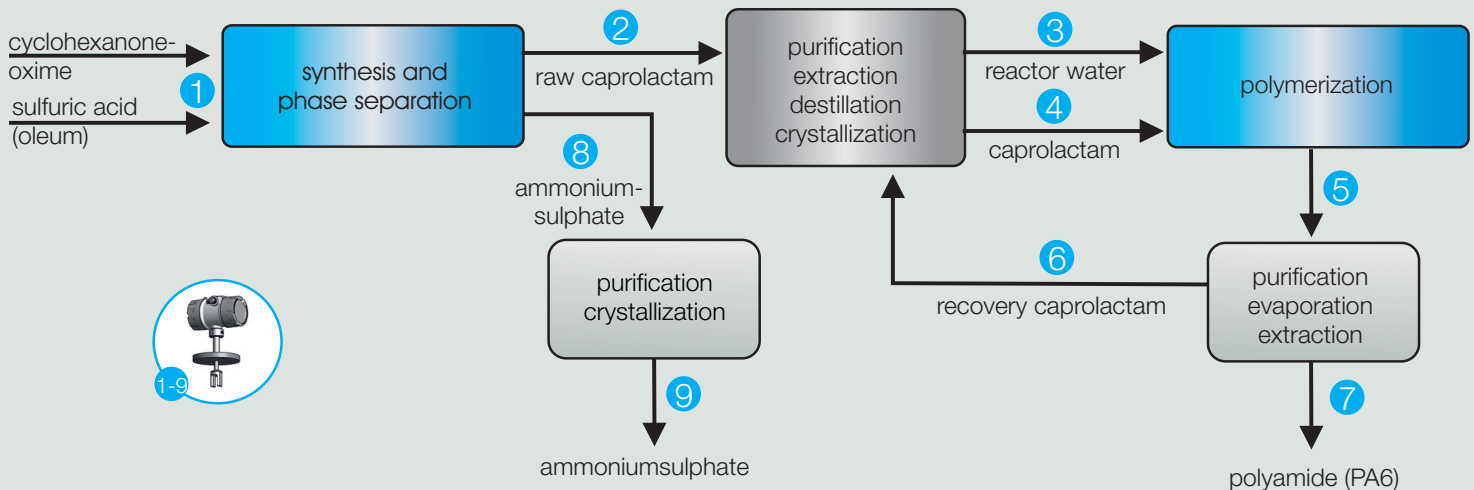 cyclohexanone-
oxime
1
sulfuric acid
(oleum)
synthesis and
phase separation
2
raw caprolactam
8
ammonium-
sulphate
purification
crystallization
9
ammoniumsulphate
purification
extraction
destillation
crystallization
3
reactor water
4
caprolactam
polymerization
5
6
recovery caprolactam
purification
evaporation
extraction
7
polyamide (PA6)
1-9